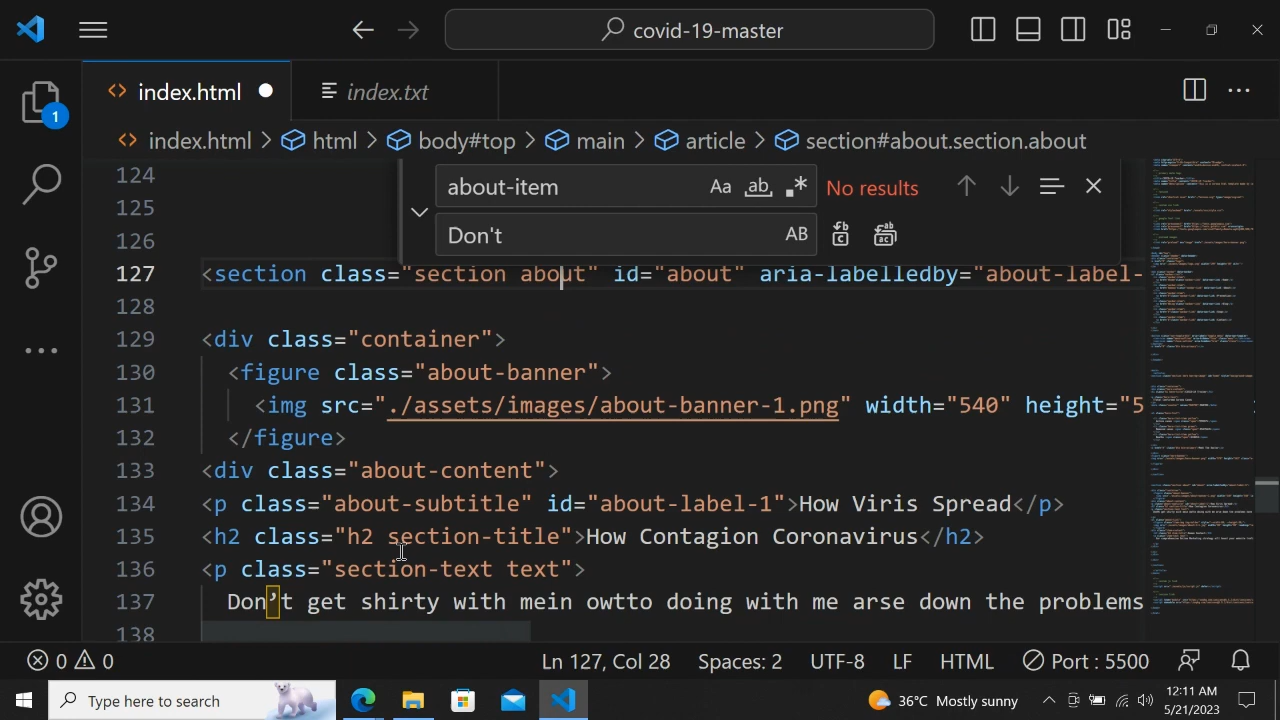 covid-19-master
index.html
index.txt
index.html > html > body#top > main > article > section#about.section.about
about-item Aa ab .* No results
Don't AB
124
125
126
127 <section class="section about" id="about" aria-labelledby="about-label-
128
129 <div class="container">
130 <figure class="about-banner">
131 <img src="./assets/images/about-banner-1.png" width="540" height="5
132 </figure>
133 <div class="about-content">
134 <p class="about-subtitle" id="about-label-1">How Virus Spread</p>
135 <h2 class="h2 section-title">How Contagion Coronavirus</h2>
136 <p class="section-text text">
137 Don’t get shirty with mein owtto doing with me arse down the problems
138
1
0 0 Ln 127, Col 28 Spaces: 2 UTF-8 LF HTML Port : 5500
Type here to search
36°C Mostly sunny
12:11 AM
5/21/2023